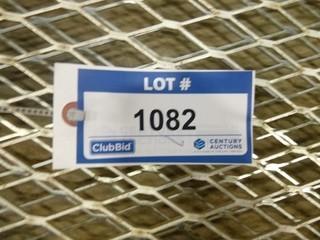 LOT #
1082
ClubBid
CENTURY
AUCTIONS